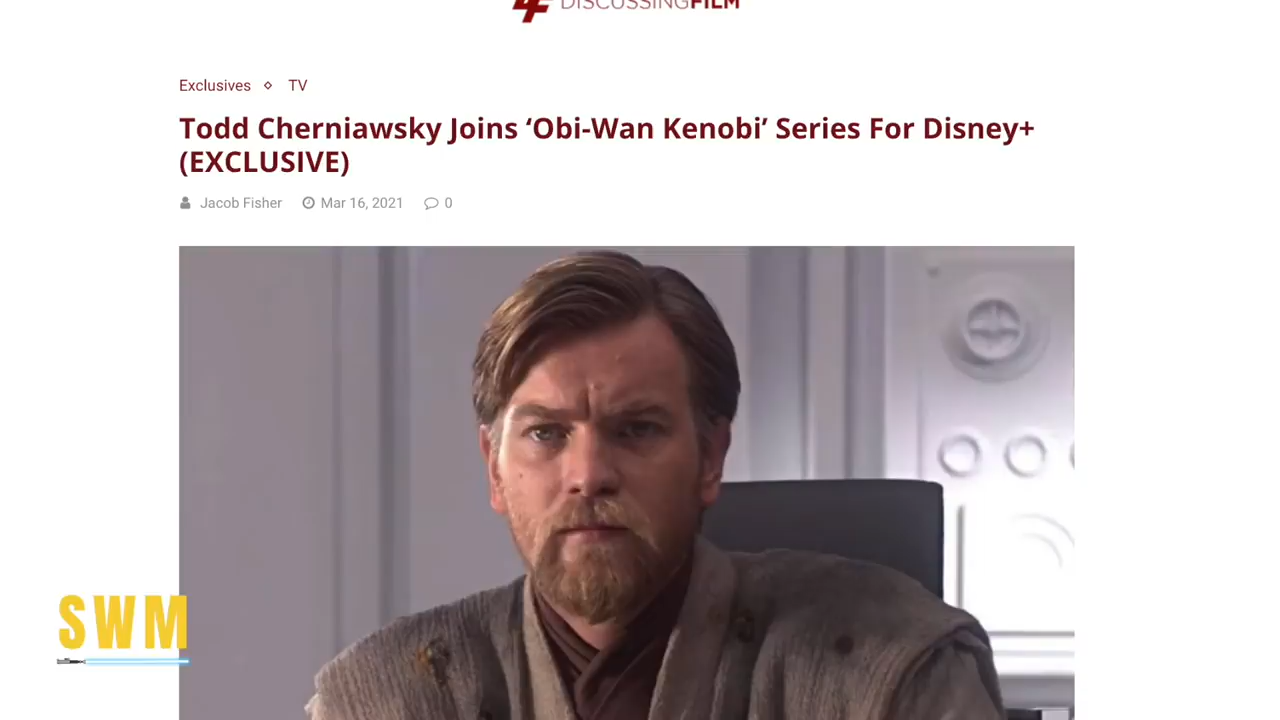 DISCUSSINGFILM
Exclusives ⋄ TV
Todd Cherniawsky Joins ‘Obi-Wan Kenobi’ Series For Disney+
(EXCLUSIVE)
Jacob Fisher Mar 16, 2021 0
SWM